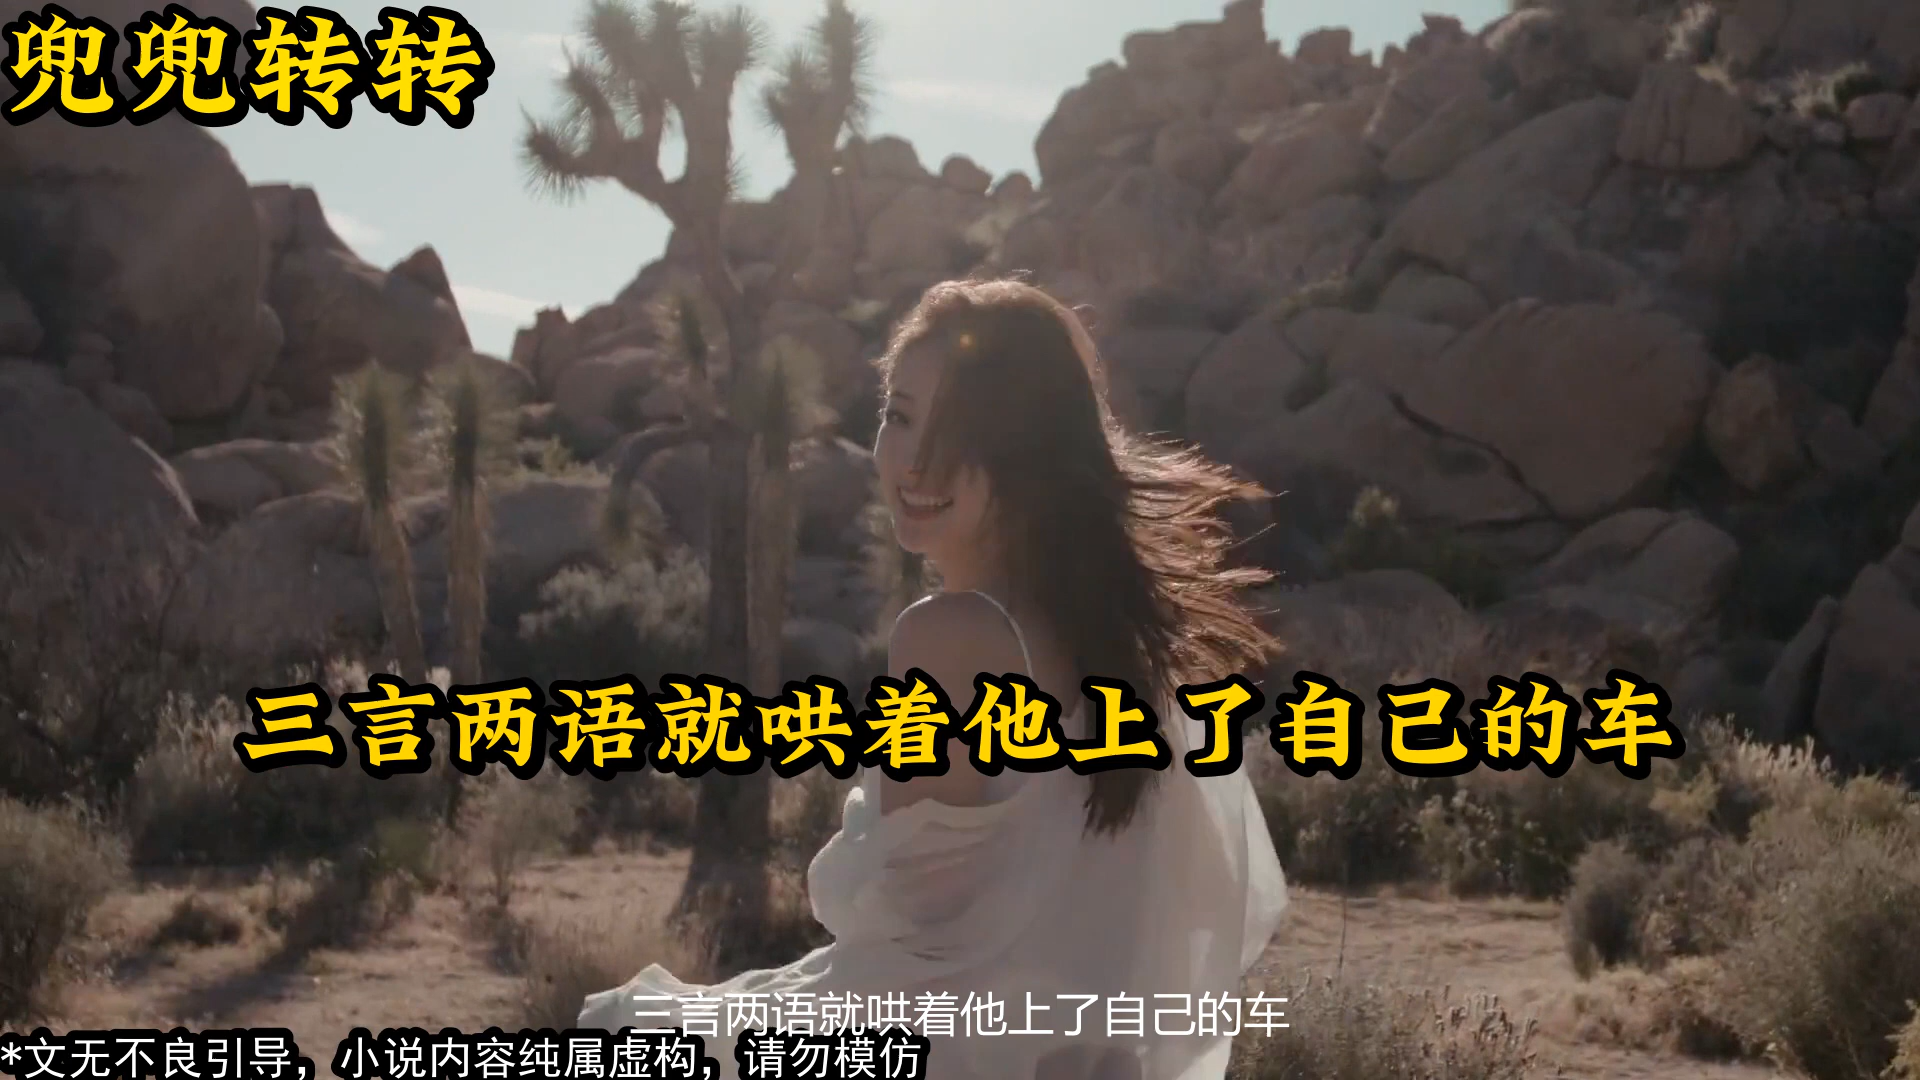 兜兜转转
三言两语就哄着他上了自己的车
三言两语就哄着他上了自己的车
*文无不良引导，小说内容纯属虚构，请勿模仿